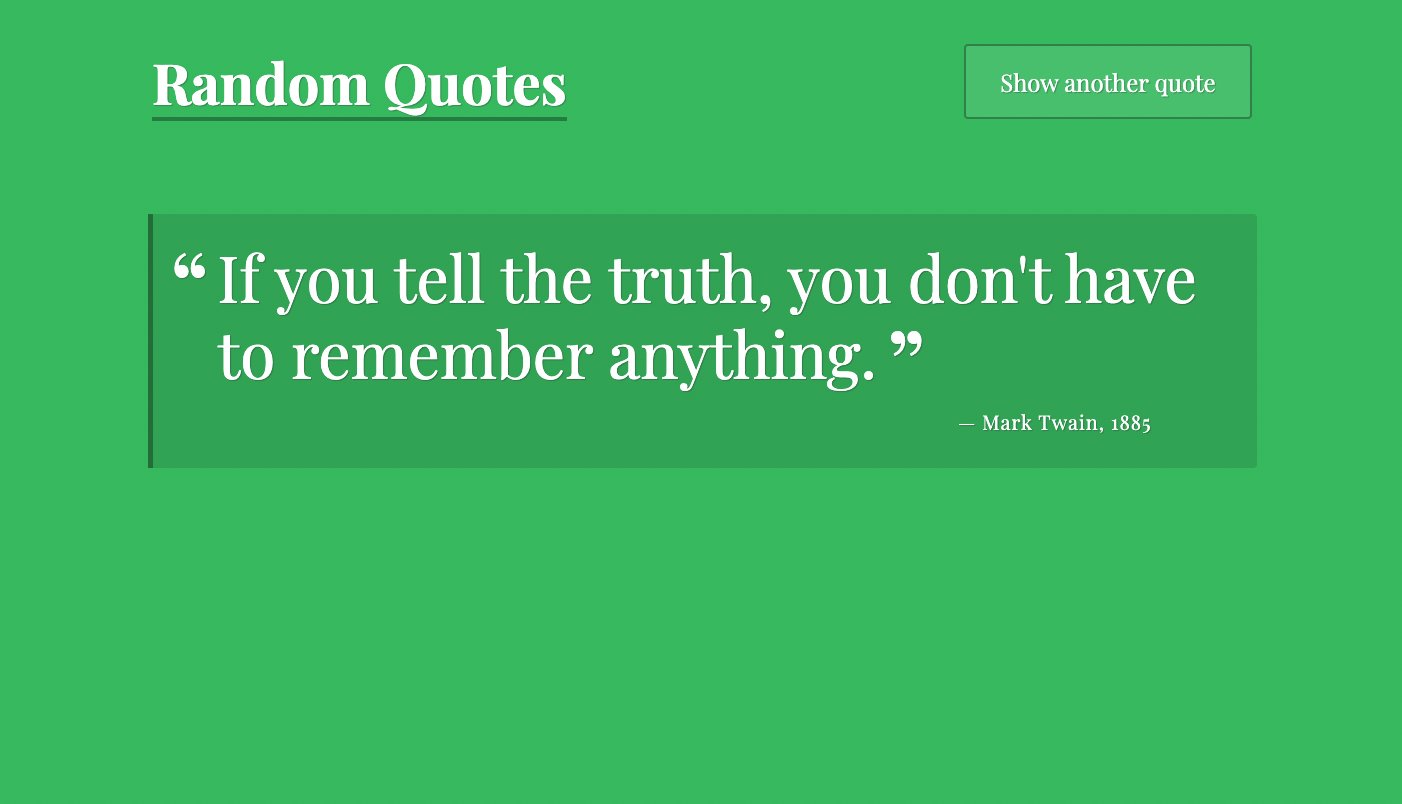 Random Quotes
Show another quote
“ If you tell the truth, you don't have
to remember anything. ”
— Mark Twain, 1885